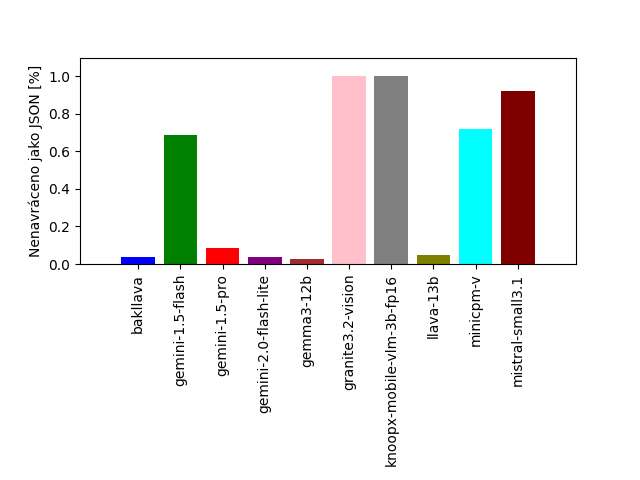 Nenavráceno jako JSON [%]
1.0
0.8
0.6
0.4
0.2
0.0
bakllava
gemini-1.5-flash
gemini-1.5-pro
gemini-2.0-flash-lite
gemma3-12b
granite3.2-vision
knoopx-mobile-vlm-3b-fp16
llava-13b
minicpm-v
mistral-small3.1